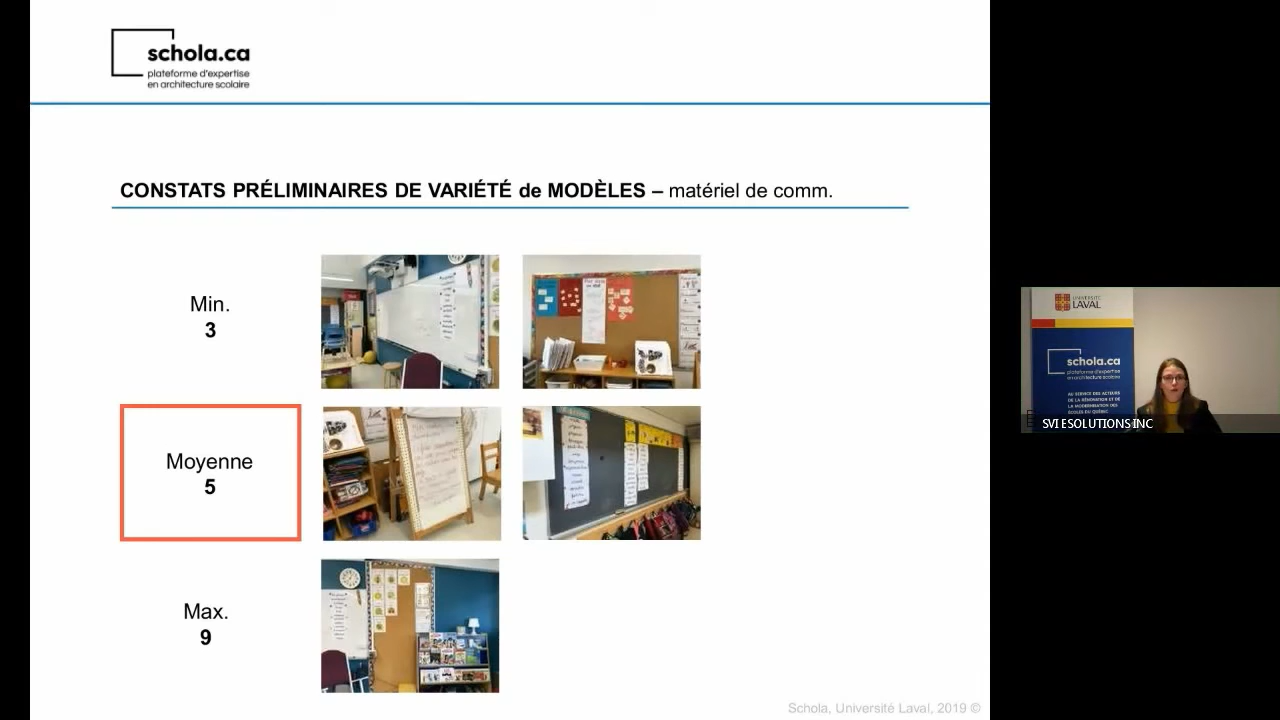 schola.ca
plateforme d'expertise
en architecture scolaire
CONSTATS PRÉLIMINAIRES DE VARIÉTÉ de MODÈLES – matériel de comm.
Min.
3
Moyenne
5
Max.
9
Schola, Université Laval, 2019 ©
UNIVERSITÉ
LAVAL
schola.ca
plateforme d'expertise
en architecture scolaire
AU SERVICE DES ACTEURS
DE LA RÉNOVATION ET DE
LA MODERNISATION DES
ÉCOLES DU QUÉBEC
SVI ESOLUTIONS INC